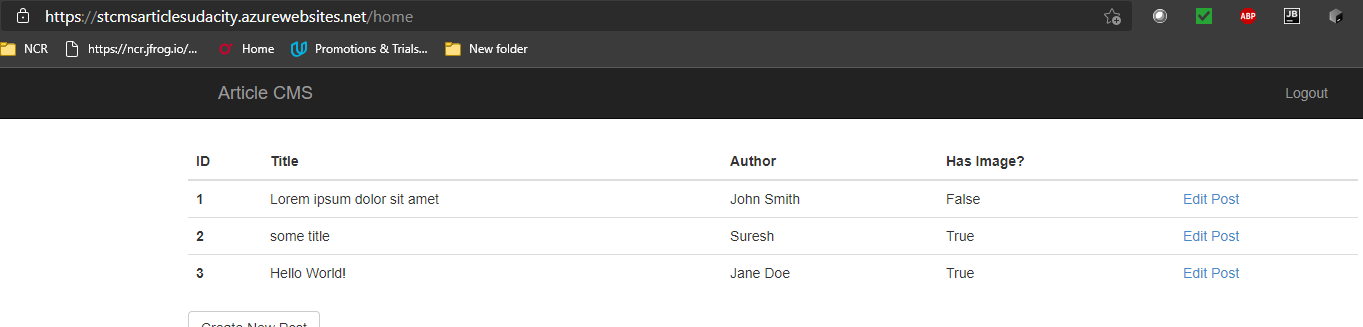 https://stcmsarticlesudacity.azurewebsites.net/home
ABP JB
NCR https://ncr.jfrog.io/... Home Promotions & Trials... New folder
Article CMS Logout
ID Title Author Has Image?
1 Lorem ipsum dolor sit amet John Smith False Edit Post
2 some title Suresh True Edit Post
3 Hello World! Jane Doe True Edit Post
Create New Post